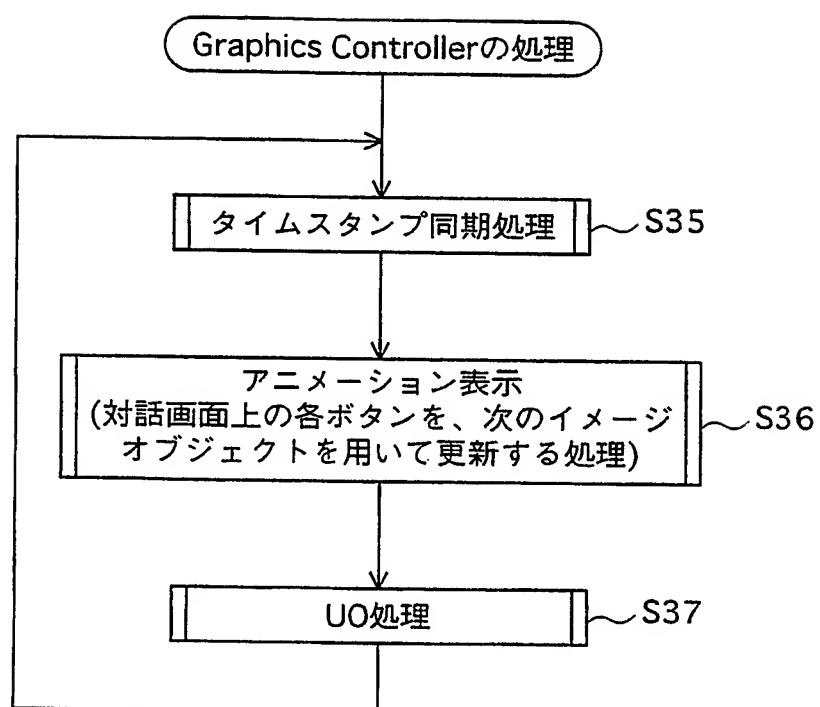 Graphics Controllerの処理
タイムスタンプ同期処理
S35
アニメーション表示
(対話画面上の各ボタンを、次のイメージ
オブジェクトを用いて更新する処理)
S36
UO処理
S37